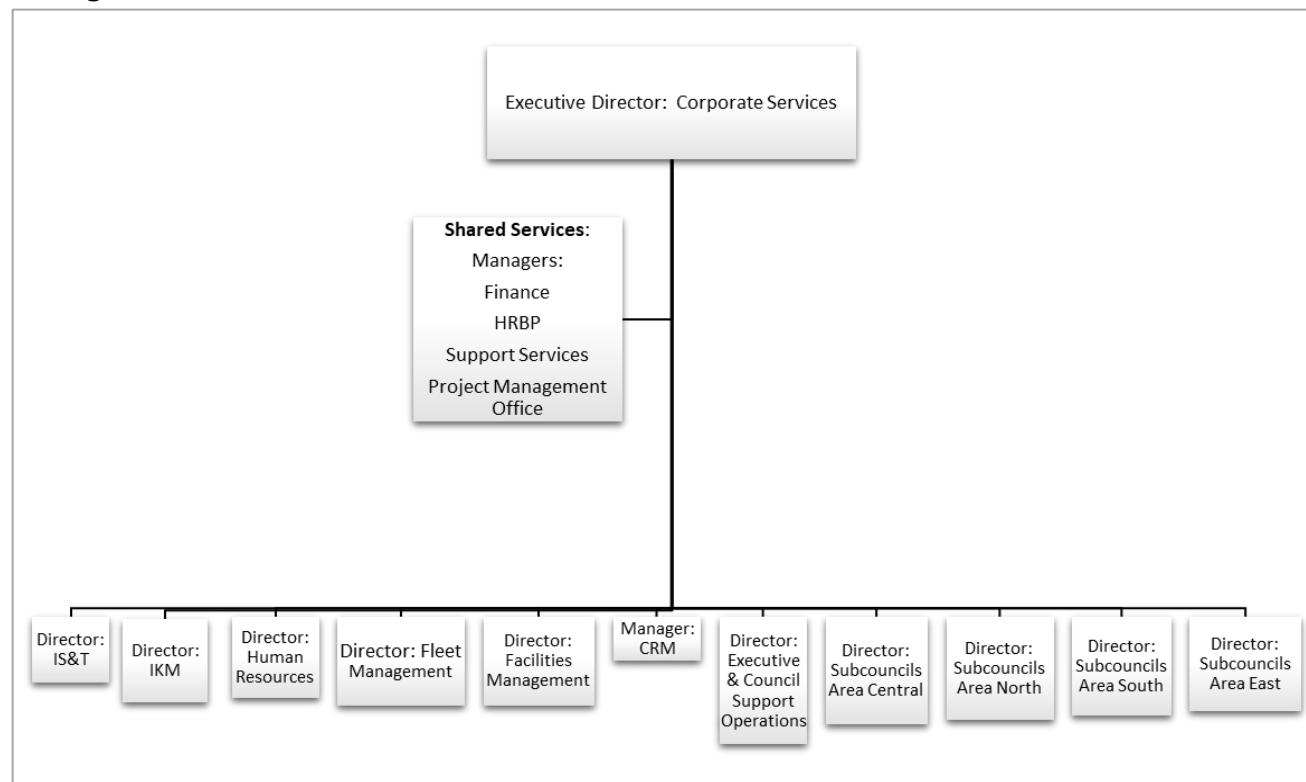 Executive Director: Corporate Services
Shared Services:
Managers:
Finance
HRBP
Support Services
Project Management
Office
Director:
IS&T
Director:
IKM
Director:
Human
Resources
Director: Fleet
Management
Director:
Facilities
Management
Manager:
CRM
Director:
Executive
& Council
Support
Operations
Director:
Subcouncils
Area Central
Director:
Subcouncils
Area North
Director:
Subcouncils
Area South
Director:
Subcouncils
Area East